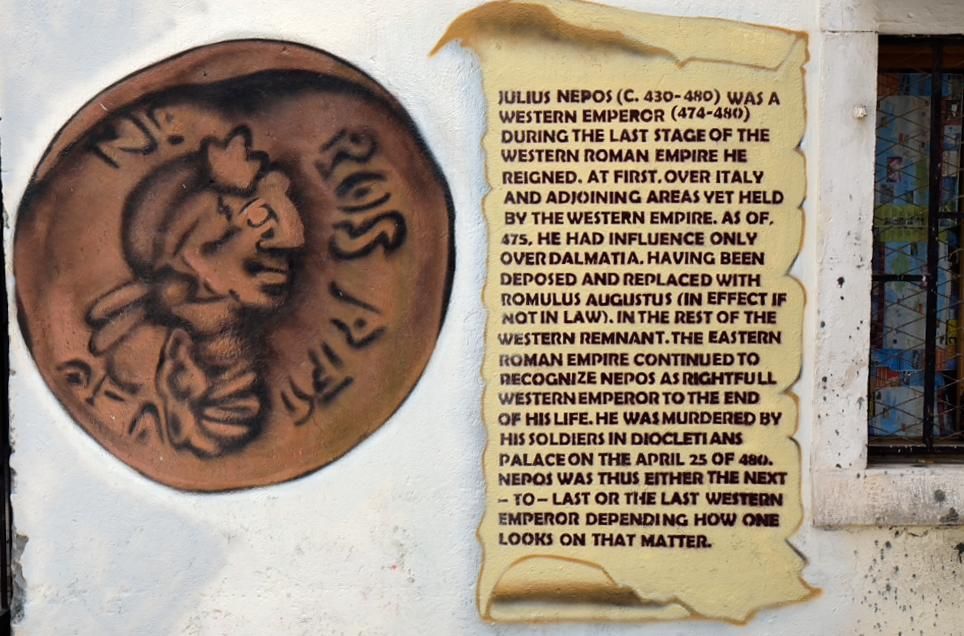 JULIUS NEPOS (C. 430-480) WAS A
WESTERN EMPEROR (474-480)
DURING THE LAST STAGE OF THE
WESTERN ROMAN EMPIRE HE
REIGNED. AT FIRST. OVER ITALY
AND ADJOINING AREAS YET HELD
BY THE WESTERN EMPIRE. AS OF,
475, HE HAD INFLUENCE ONLY
OVER DALMATIA. HAVING BEEN
DEPOSED AND REPLACED WITH
ROMULUS AUGUSTUS (IN EFFECT IF
NOT IN LAW). IN THE REST OF THE
WESTERN REMNANT. THE EASTERN
ROMAN EMPIRE CONTINUED TO
RECOGNIZE NEPOS AS RIGHTFULL
WESTERN EMPEROR TO THE END
OF HIS LIFE. HE WAS MURDERED BY
HIS SOLDIERS IN DIOCLETIANS
PALACE ON THE APRIL 25 OF 480.
NEPOS WAS THUS EITHER THE NEXT
– TO – LAST OR THE LAST WESTERN
EMPEROR DEPENDING HOW ONE
LOOKS ON THAT MATTER.